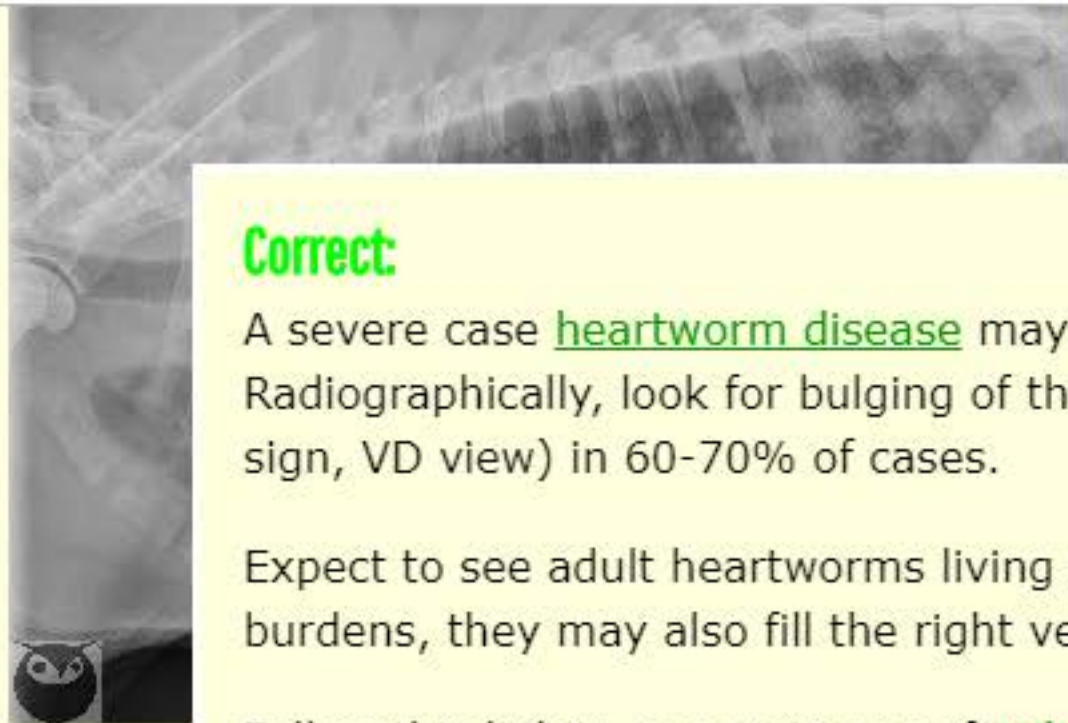 Correct:
A severe case heartworm disease may
Radiographically, look for bulging of th
sign, VD view) in 60-70% of cases.
Expect to see adult heartworms living
burdens, they may also fill the right ve